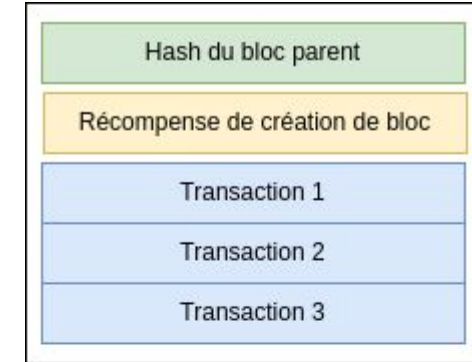 Hash du bloc parent
Récompense de création de bloc
Transaction 1
Transaction 2
Transaction 3